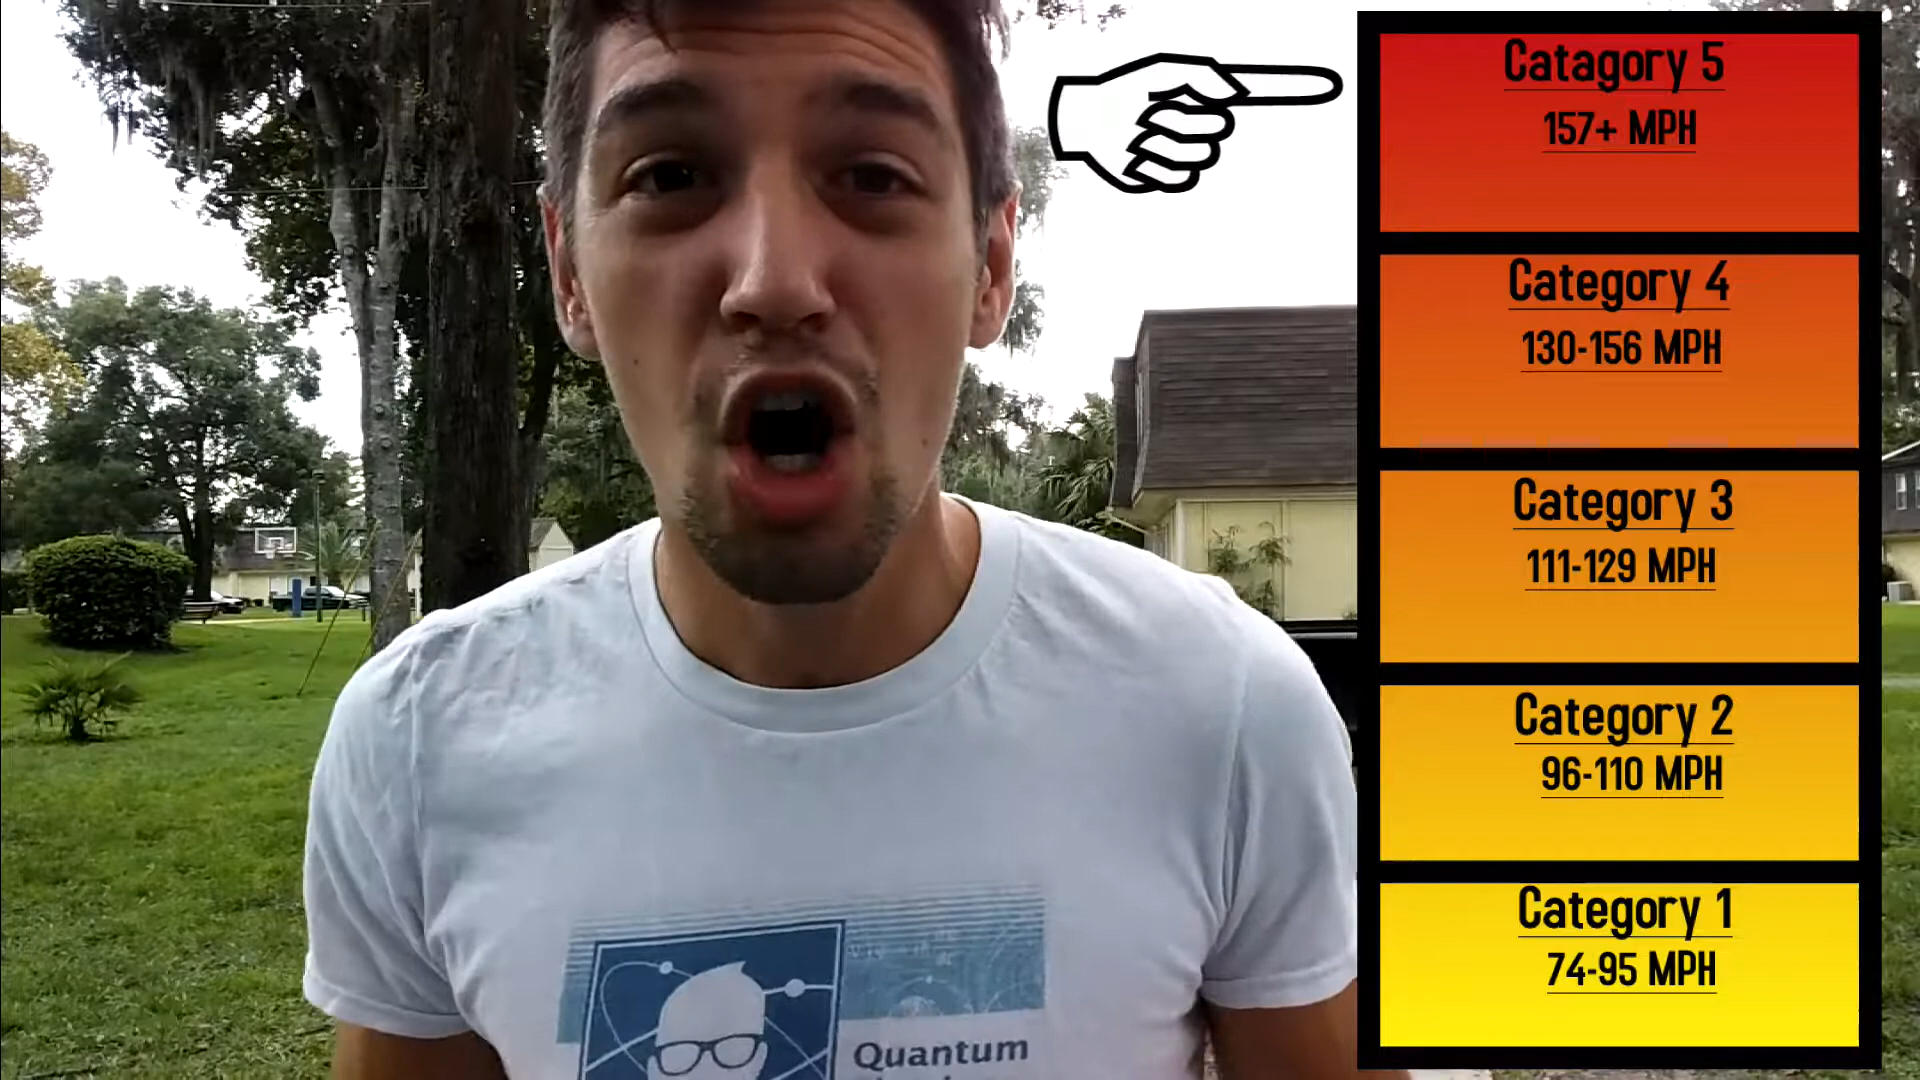 Catagory 5
157+ MPH
Category 4
130-156 MPH
Category 3
111-129 MPH
Category 2
96-110 MPH
Category 1
74-95 MPH
Quantum